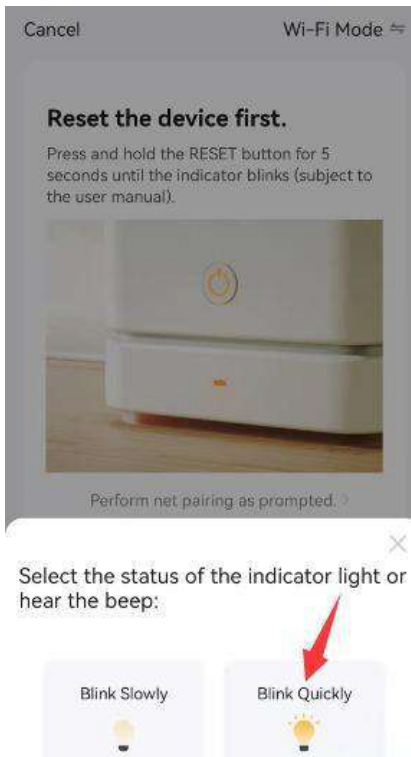 Cancel
Wi-Fi Mode
Reset the device first.
Press and hold the RESET button for 5
seconds until the indicator blinks (subject to
the user manual).
Perform net pairing as prompted.
Select the status of the indicator light or
hear the beep:
Blink Slowly
Blink Quickly